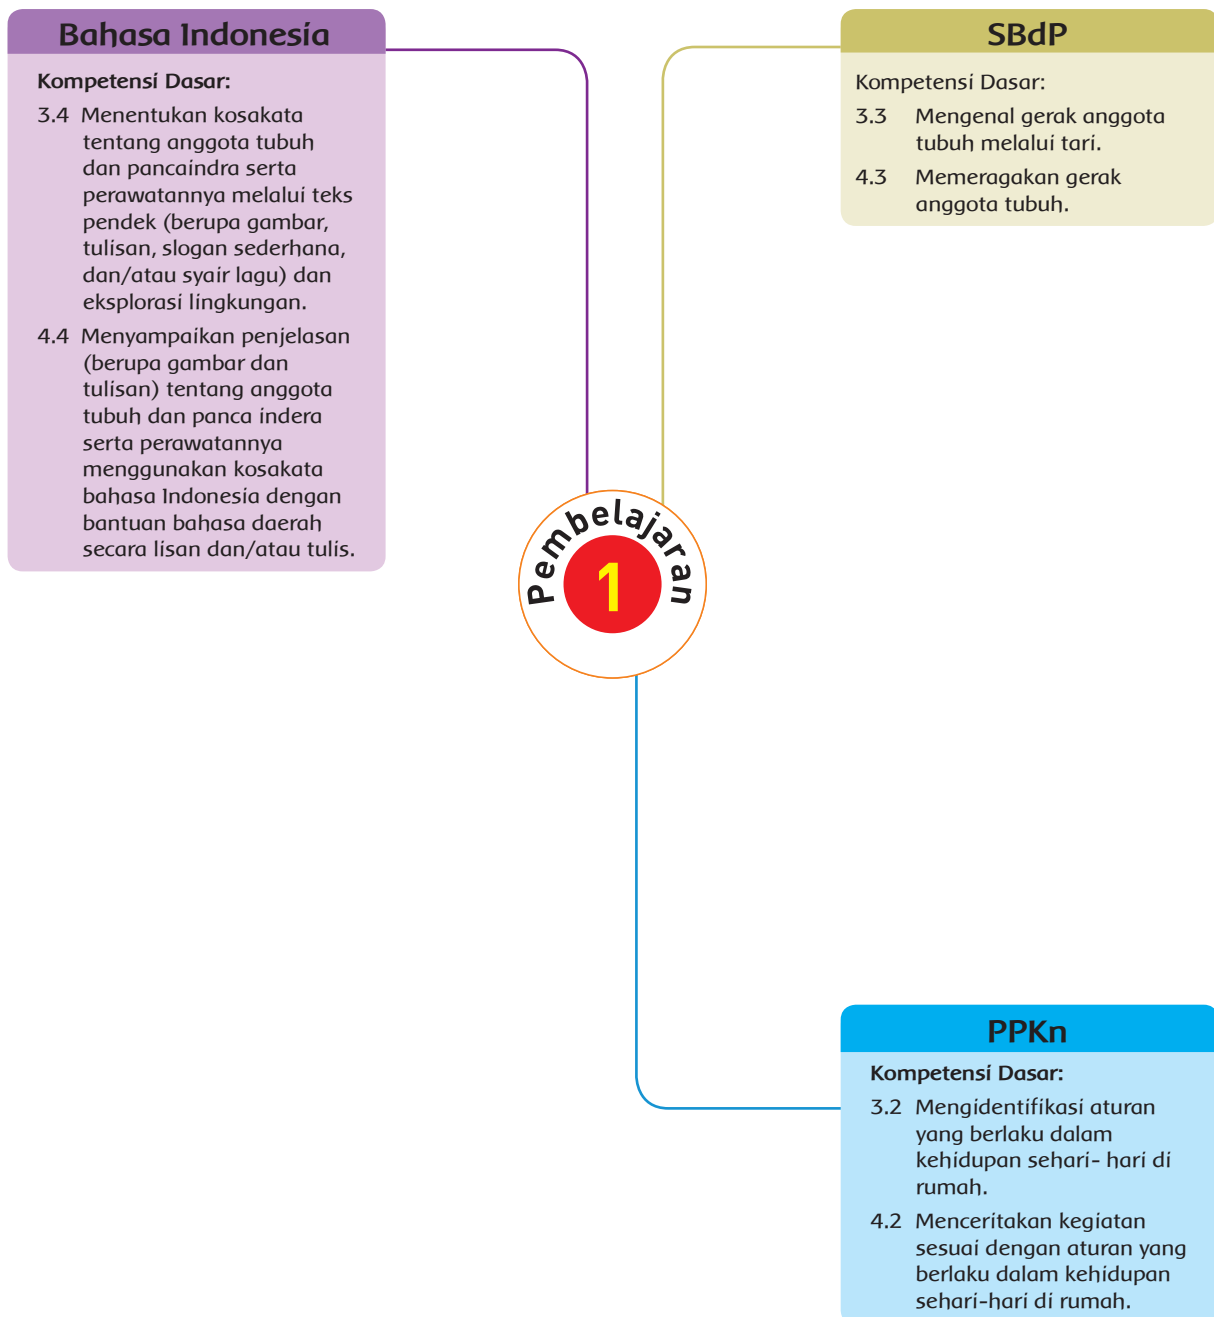 Bahasa Indonesia
Kompetensi Dasar:
3.4 Menentukan kosakata
tentang anggota tubuh
dan pancaindra serta
perawatannya melalui teks
pendek (berupa gambar,
tulisan, slogan sederhana,
dan/atau syair lagu) dan
eksplorasi lingkungan.
4.4 Menyampaikan penjelasan
(berupa gambar dan
tulisan) tentang anggota
tubuh dan panca indera
serta perawatannya
menggunakan kosakata
bahasa Indonesia dengan
bantuan bahasa daerah
secara lisan dan/atau tulis.
SBdP
Kompetensi Dasar:
3.3 Mengenal gerak anggota
tubuh melalui tari.
4.3 Memeragakan gerak
anggota tubuh.
Pembelajaran
1
PPKn
Kompetensi Dasar:
3.2 Mengidentifikasi aturan
yang berlaku dalam
kehidupan sehari- hari di
rumah.
4.2 Menceritakan kegiatan
sesuai dengan aturan yang
berlaku dalam kehidupan
sehari-hari di rumah.